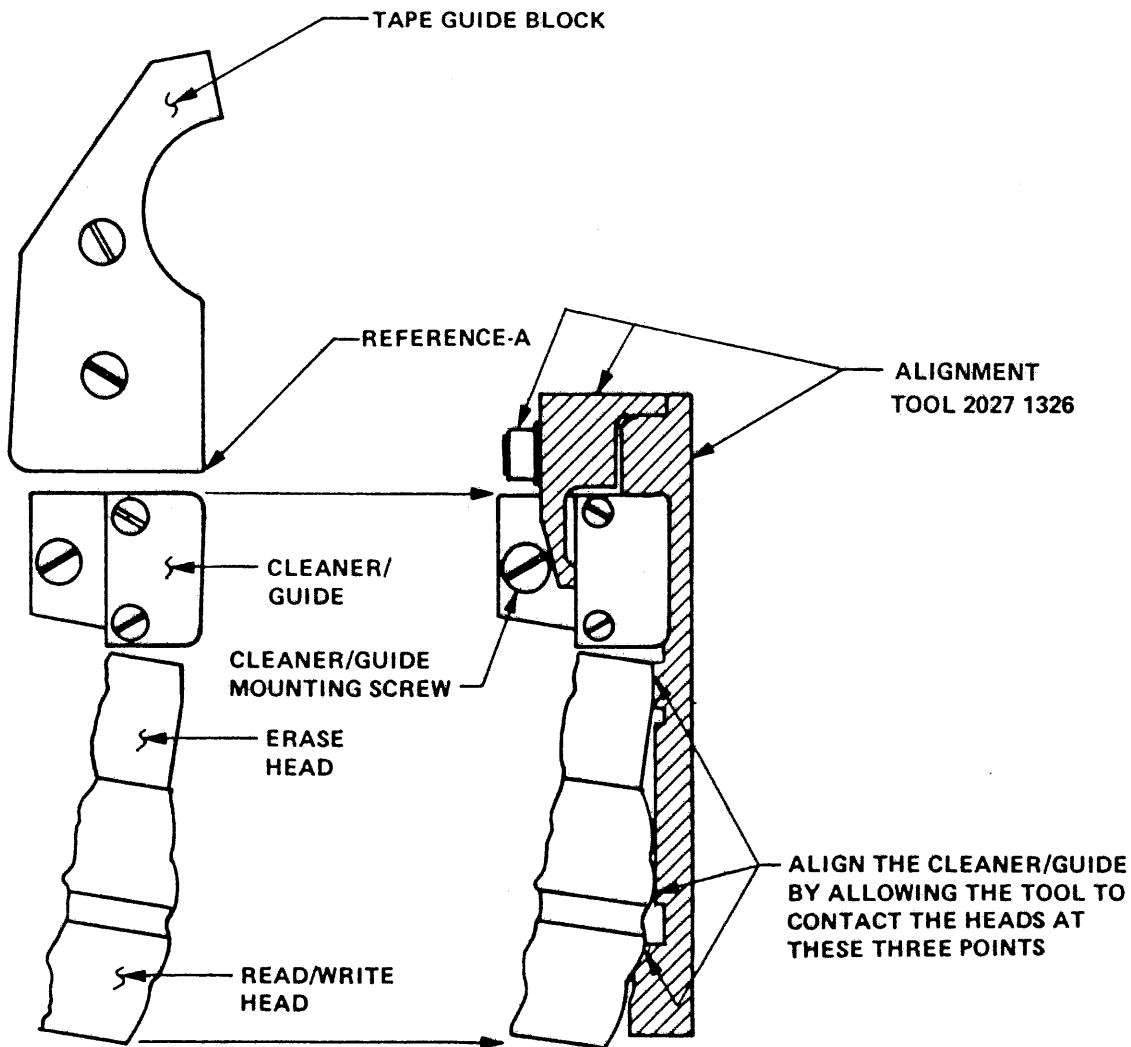 TAPE GUIDE BLOCK
REFERENCE-A
ALIGNMENT
TOOL 2027 1326
CLEANER/
GUIDE
CLEANER/GUIDE
MOUNTING SCREW
ERASE
HEAD
ALIGN THE CLEANER/GUIDE
BY ALLOWING THE TOOL TO
CONTACT THE HEADS AT
THESE THREE POINTS
READ/WRITE
HEAD